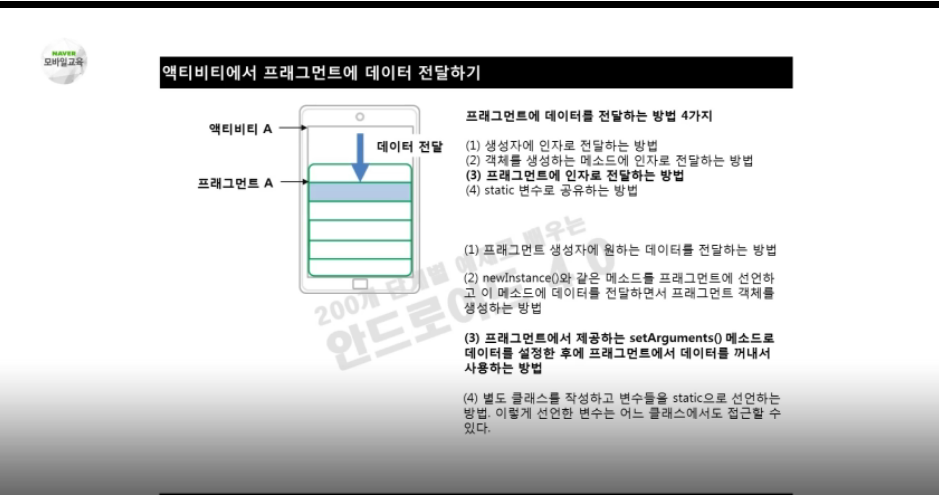 NAVER
모바일교육
액티비티에서 프래그먼트에 데이터 전달하기
액티비티 A
데이터 전달
프래그먼트 A
프래그먼트에 데이터를 전달하는 방법 4가지
(1) 생성자에 인자로 전달하는 방법
(2) 객체를 생성하는 메소드에 인자로 전달하는 방법
(3) 프래그먼트에 인자로 전달하는 방법
(4) static 변수로 공유하는 방법
(1) 프래그먼트 생성자에 원하는 데이터를 전달하는 방법
(2) newInstance()와 같은 메소드를 프래그먼트에 선언하
고 이 메소드에 데이터를 전달하면서 프래그먼트 객체를
생성하는 방법
(3) 프래그먼트에서 제공하는 setArguments() 메소드로
데이터를 설정한 후에 프래그먼트에서 데이터를 꺼내서
사용하는 방법
(4) 별도 클래스를 작성하고 변수들을 static으로 선언하는
방법. 이렇게 선언한 변수는 어느 클래스에서도 접근할 수
있다.
200개 단계별 예제로 배우는
안드로이드 4.0